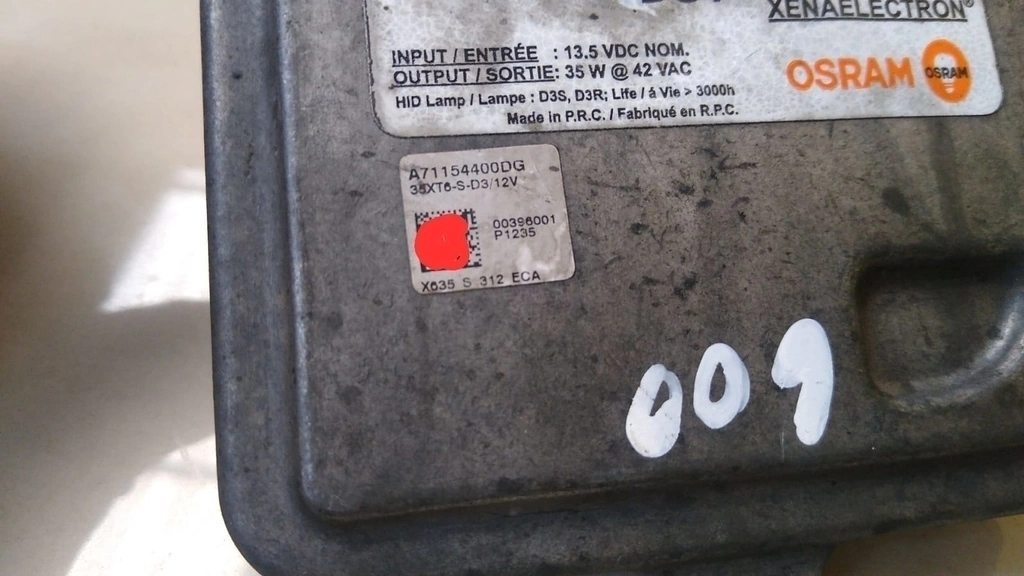 XENAELECTRON®
INPUT / ENTRÉE : 13.5 VDC NOM.
OUTPUT / SORTIE: 35 W @ 42 VAC
HID Lamp / Lampe : D3S, D3R; Life / á Vie > 3000h
Made in P.R.C. / Fabriqué en R.P.C.
OSRAM
OSRAM
A71154400DG
35XT6-S-D3/12V
00396001
P1235
X635 S 312 ECA
009